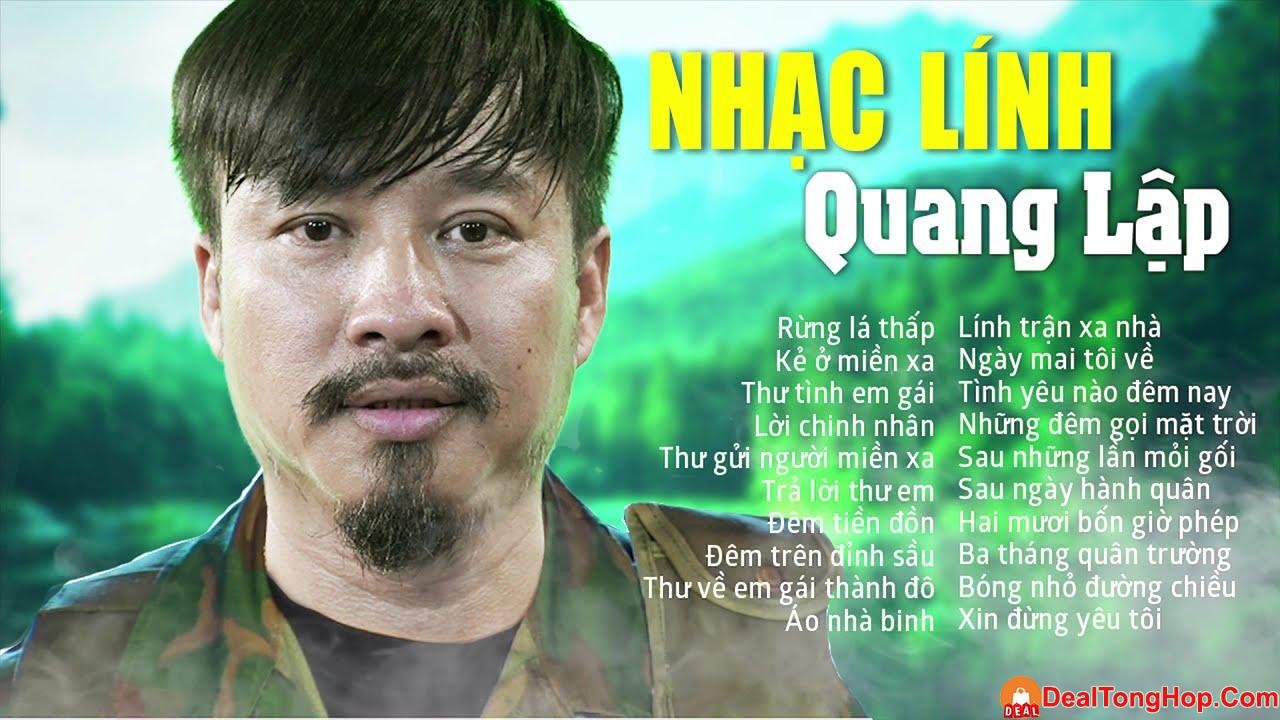 NHẠC LÍNH
Quang Lập
Rừng lá thấp
Kẻ ở miền xa
Thư tình em gái
Lời chinh nhân
Thư gửi người miền xa
Trả lời thư em
Đêm tiền đồn
Đêm trên đỉnh sầu
Thư về em gái thành đô
Áo nhà binh
Lính trận xa nhà
Ngày mai tôi về
Tình yêu nào đêm nay
Những đêm gọi mặt trời
Sau những lần mỏi gối
Sau ngày hành quân
Hai mươi bốn giờ phép
Ba tháng quân trường
Bóng nhỏ đường chiều
Xin đừng yêu tôi
DEAL
DealTongHop.Com